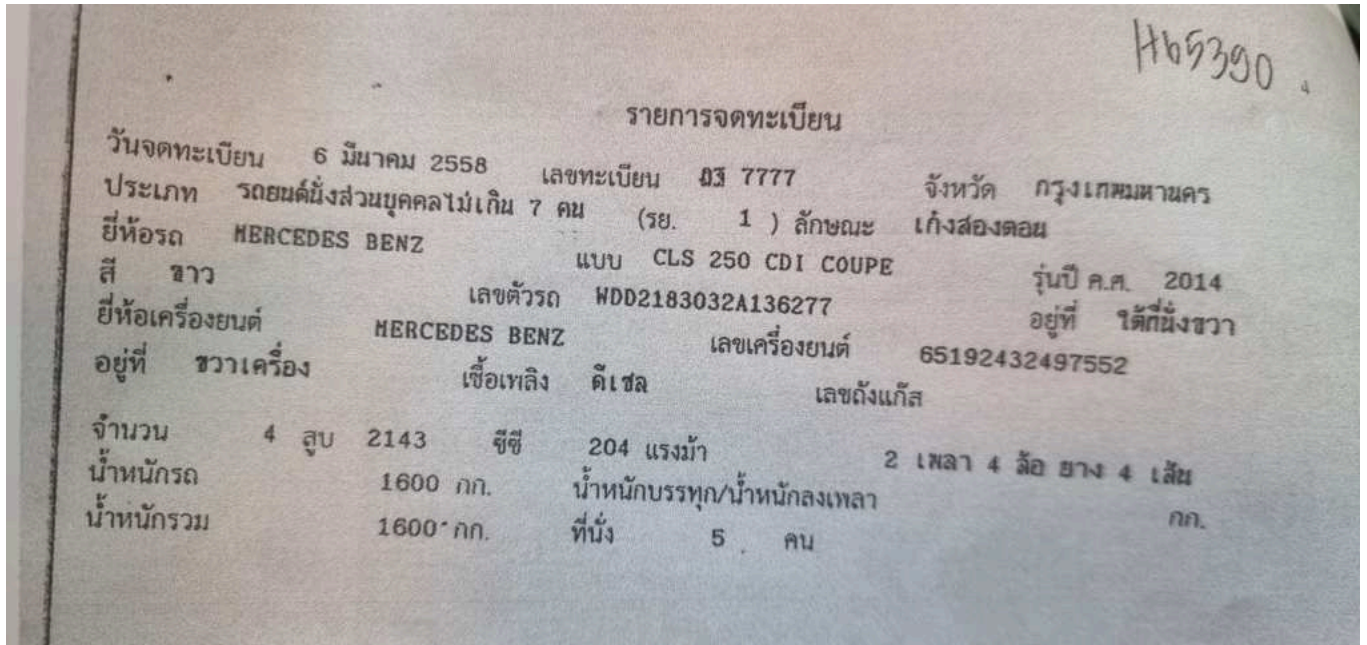 H65390
รายการจดทะเบียน
วันจดทะเบียน 6 มีนาคม 2558 เลขทะเบียน 7777 จังหวัด กรุงเทพมหานคร
ประเภท รถยนต์นั่งส่วนบุคคลไม่เกิน 7 คน (รย. 1 ) ลักษณะ เก๋งสองตอน
ยี่ห้อรถ MERCEDES BENZ แบบ CLS 250 CDI COUPE รุ่นปี ค.ศ. 2014
สี ขาว เลขตัวรถ WDD2183032A136277 อยู่ที่ ใต้ที่นั่งขวา
ยี่ห้อเครื่องยนต์ MERCEDES BENZ เลขเครื่องยนต์ 65192432497552
อยู่ที่ ขวาเครื่อง เชื้อเพลิง ดีเซล เลขถังแก๊ส
จำนวน 4 สูบ 2143 ซีซี 204 แรงม้า 2 เพลา 4 ล้อ ยาง 4 เส้น
น้ำหนักรถ 1600 กก. น้ำหนักบรรทุก/น้ำหนักลงเพลา กก.
น้ำหนักรวม 1600 กก. ที่นั่ง 5 คน